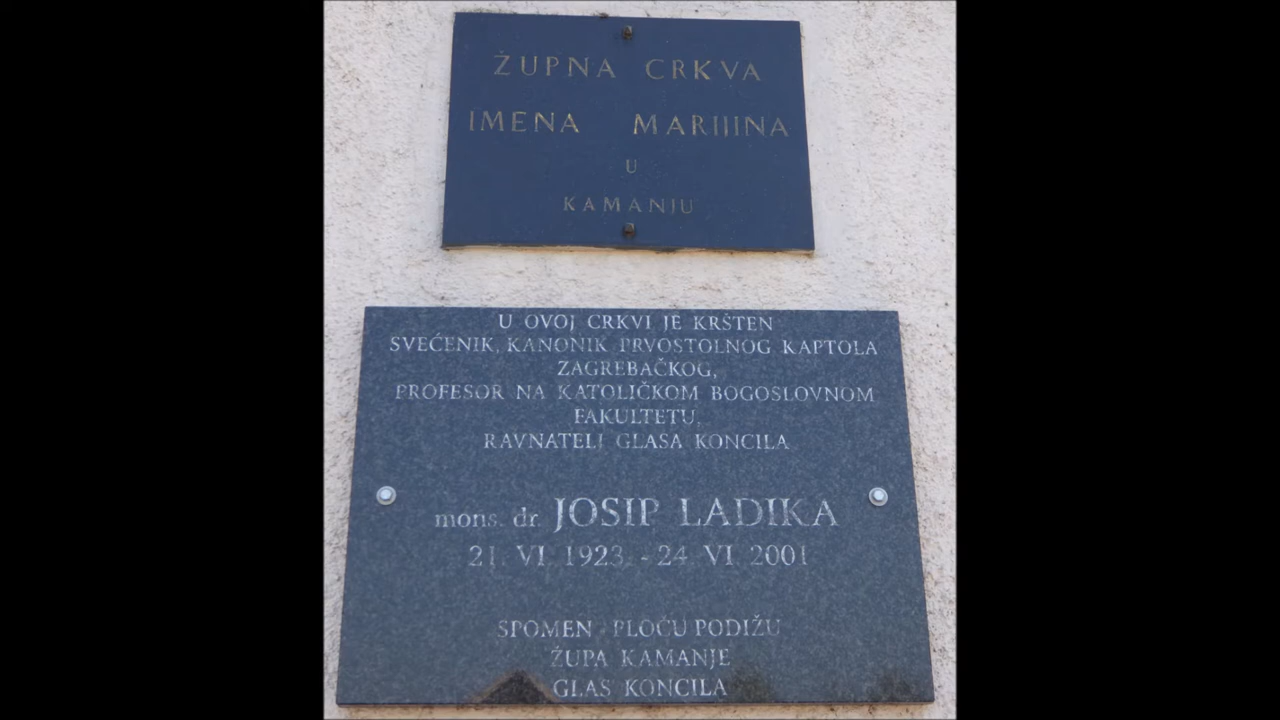 ŽUPNA CRKVA
IMENA MARIJINA
U
KAMANJU
U OVOJ CRKVI JE KRŠTEN
SVEĆENIK, KANONIK PRVOSTOLNOG KAPTOLA
ZAGREBAČKOG,
PROFESOR NA KATOLIČKOM BOGOSLOVNOM
FAKULTETU,
RAVNATELJ GLASA KONCILA
mons. dr. JOSIP LADIKA
21. VI. 1923. - 24. VI. 2001
SPOMEN - PLOČU PODIŽU
ŽUPA KAMANJE
GLAS KONCILA